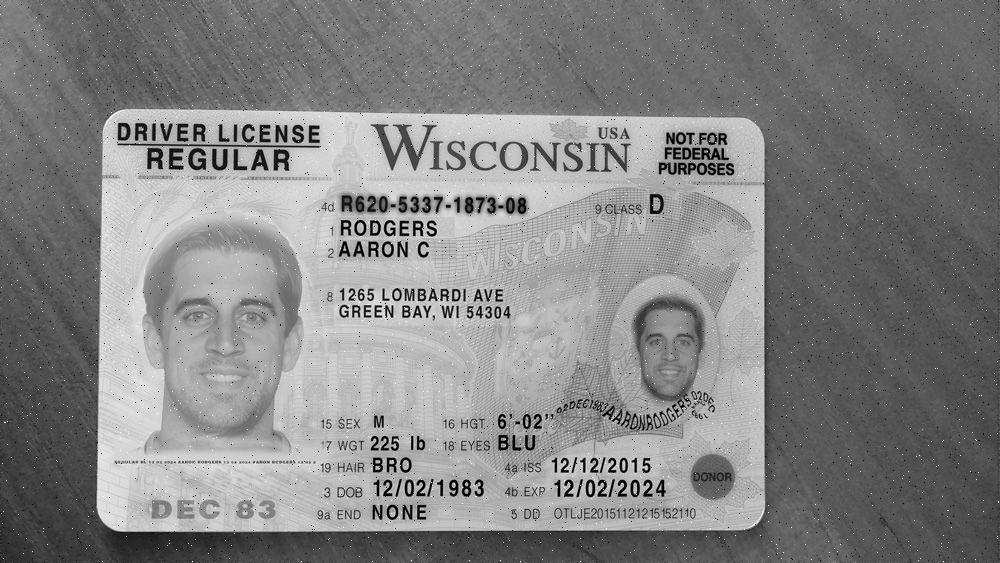 DRIVER LICENSE
REGULAR
WISCONSIN
USA
NOT FOR
FEDERAL
PURPOSES
4d R620-5337-1873-08
9 CLASS D
1 RODGERS
2 AARON C
8 1265 LOMBARDI AVE
GREEN BAY, WI 54304
WISCONSIN
15 SEX M 16 HGT 6'-02''
17 WGT 225 lb 18 EYES BLU
19 HAIR BRO 4a ISS 12/12/2015
3 DOB 12/02/1983 4b EXP 12/02/2024
9a END NONE 5 DD OTLJE20151121215152110
DONOR
DEC 83